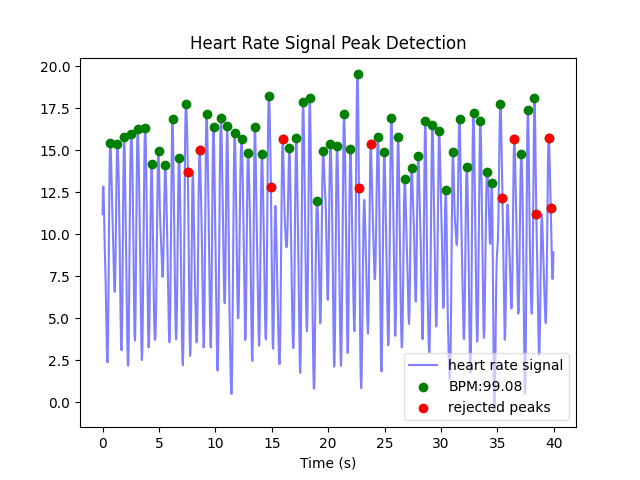 Heart Rate Signal Peak Detection
20.0
17.5
15.0
12.5
10.0
7.5
5.0
2.5
0.0
heart rate signal
BPM:99.08
rejected peaks
0 5 10 15 20 25 30 35 40
Time (s)